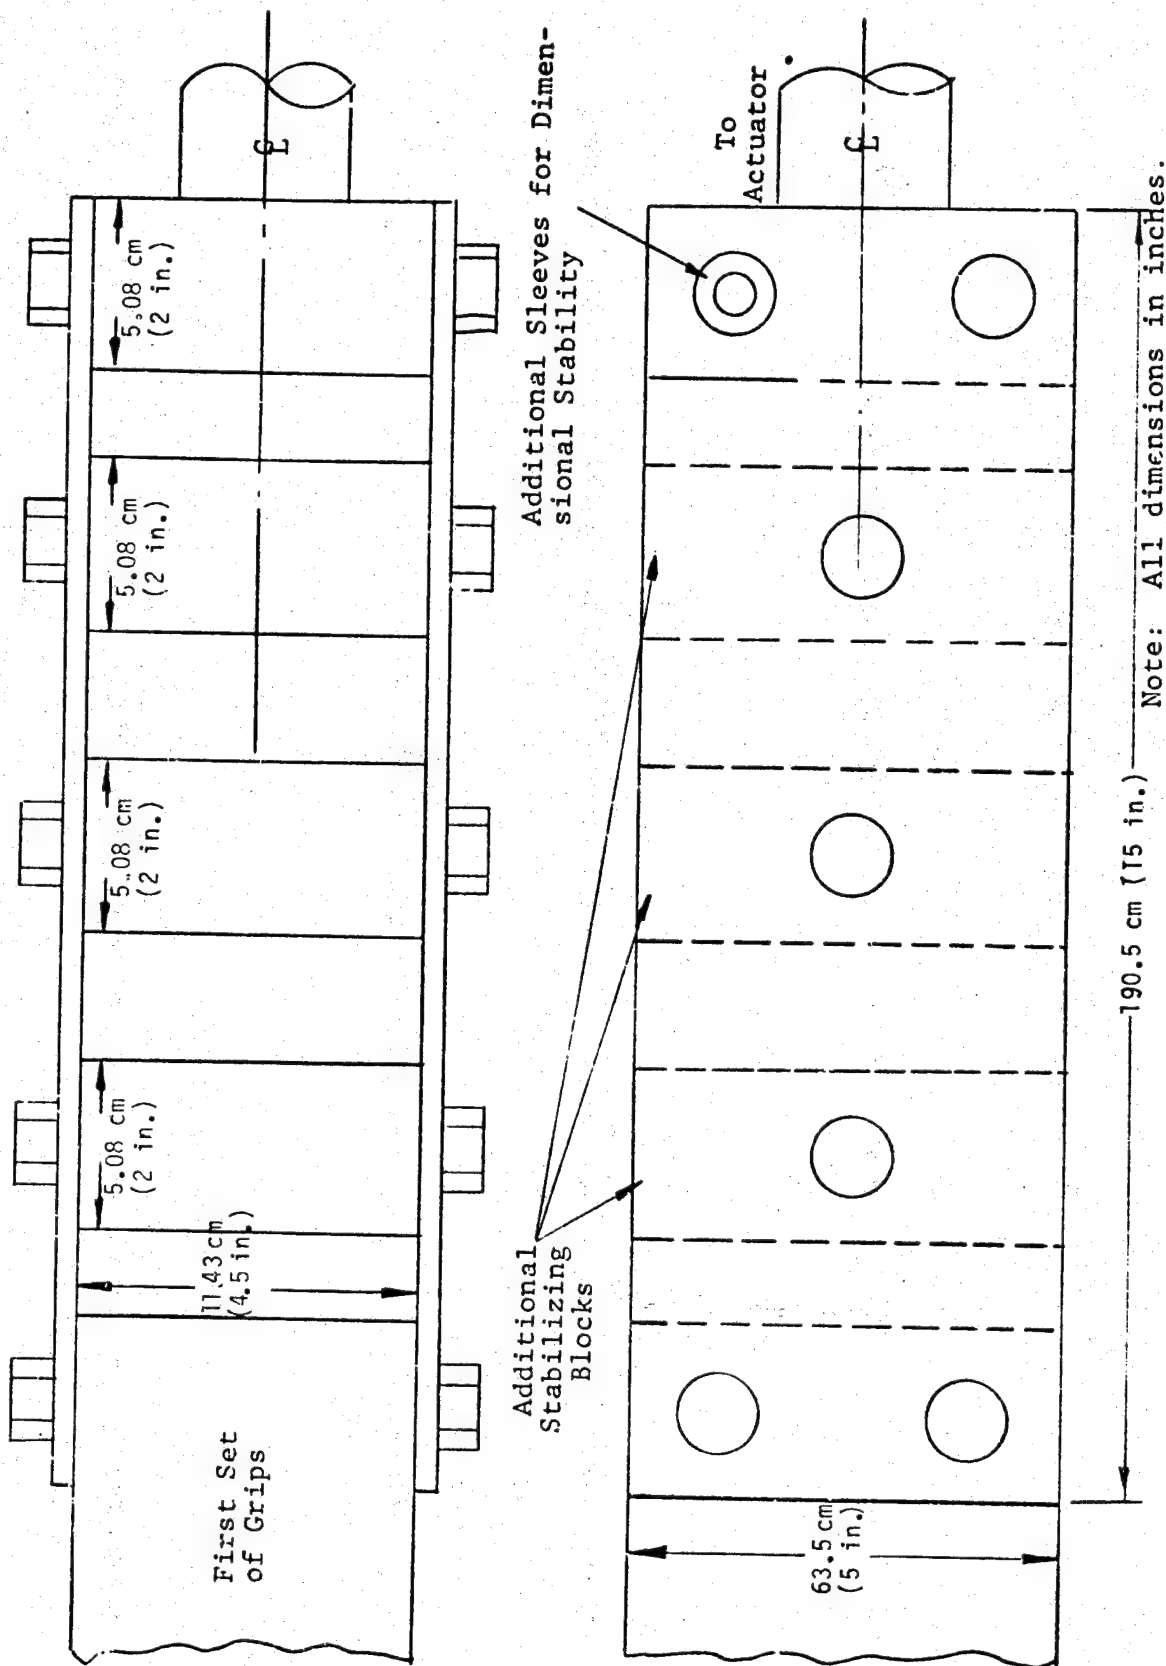 5.08 cm
(2 in.)
5.08 cm
(2 in.)
5.08 cm
(2 in.)
5.08 cm
(2 in.)
11.43 cm
(4.5 in.)
First Set
of Grips
℄
Additional Sleeves for Dimen-
sional Stability
To
Actuator
℄
Additional
Stabilizing
Blocks
63.5 cm
(5 in.)
190.5 cm (15 in.)
Note: All dimensions in inches.